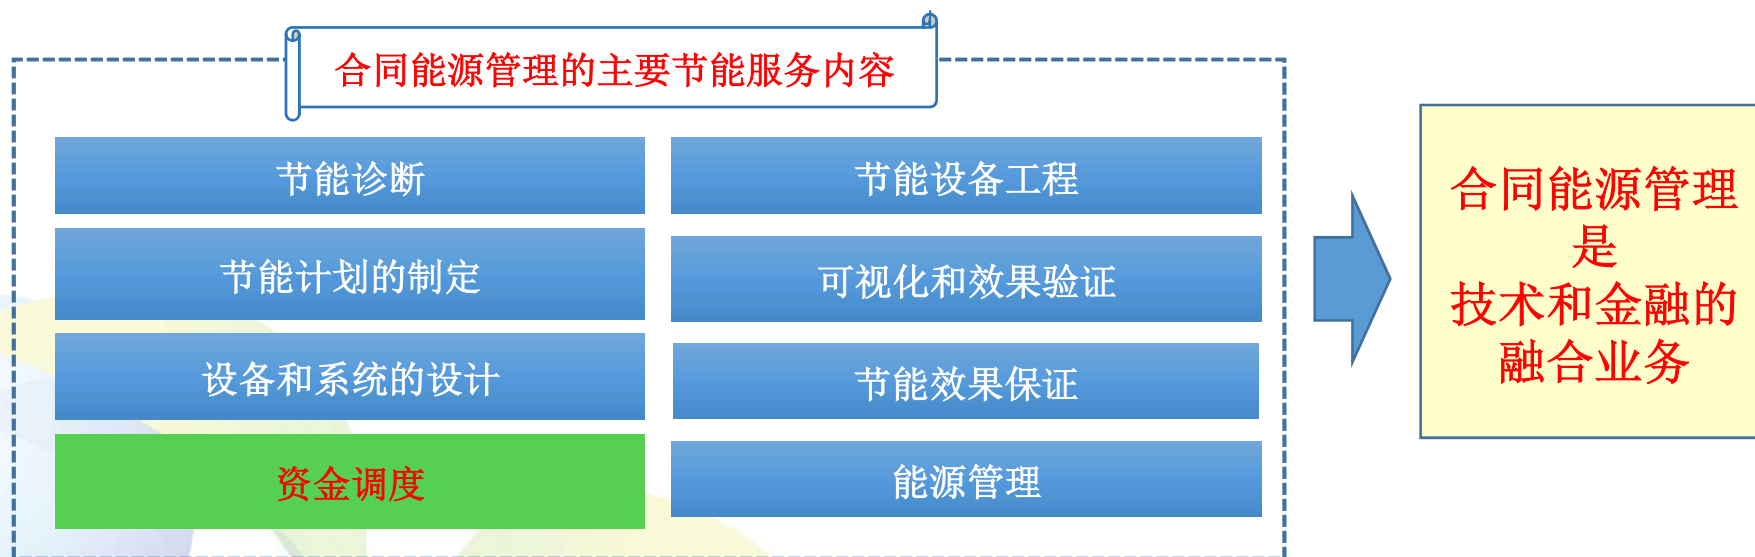 合同能源管理的主要节能服务内容
节能诊断
节能设备工程
节能计划的制定
可视化和效果验证
设备和系统的设计
节能效果保证
资金调度
能源管理
合同能源管理
是
技术和金融的
融合业务